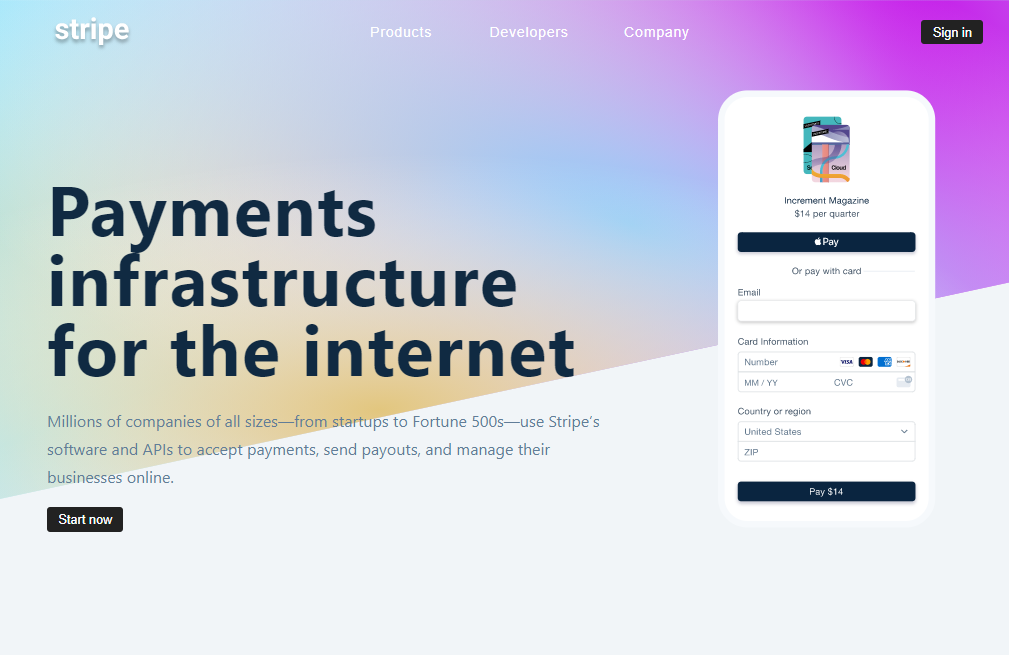 stripe
Products
Developers
Company
Sign in
Payments
infrastructure
for the internet
Millions of companies of all sizes—from startups to Fortune 500s—use Stripe’s
software and APIs to accept payments, send payouts, and manage their
businesses online.
Start now
Cloud
Increment Magazine
$14 per quarter
Pay
Or pay with card
Email
Card Information
Number
VISA
MM / YY
CVC
Country or region
United States
ZIP
Pay $14